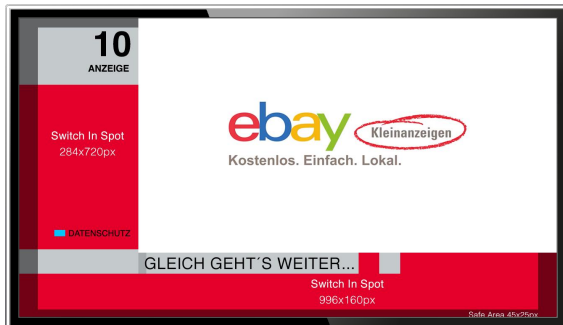 10
ANZEIGE
Switch In Spot
284x720px
DATENSCHUTZ
ebay
Kleinanzeigen
Kostenlos. Einfach. Lokal.
GLEICH GEHT´S WEITER...
Switch In Spot
996x160px
Safe Area 45x25px